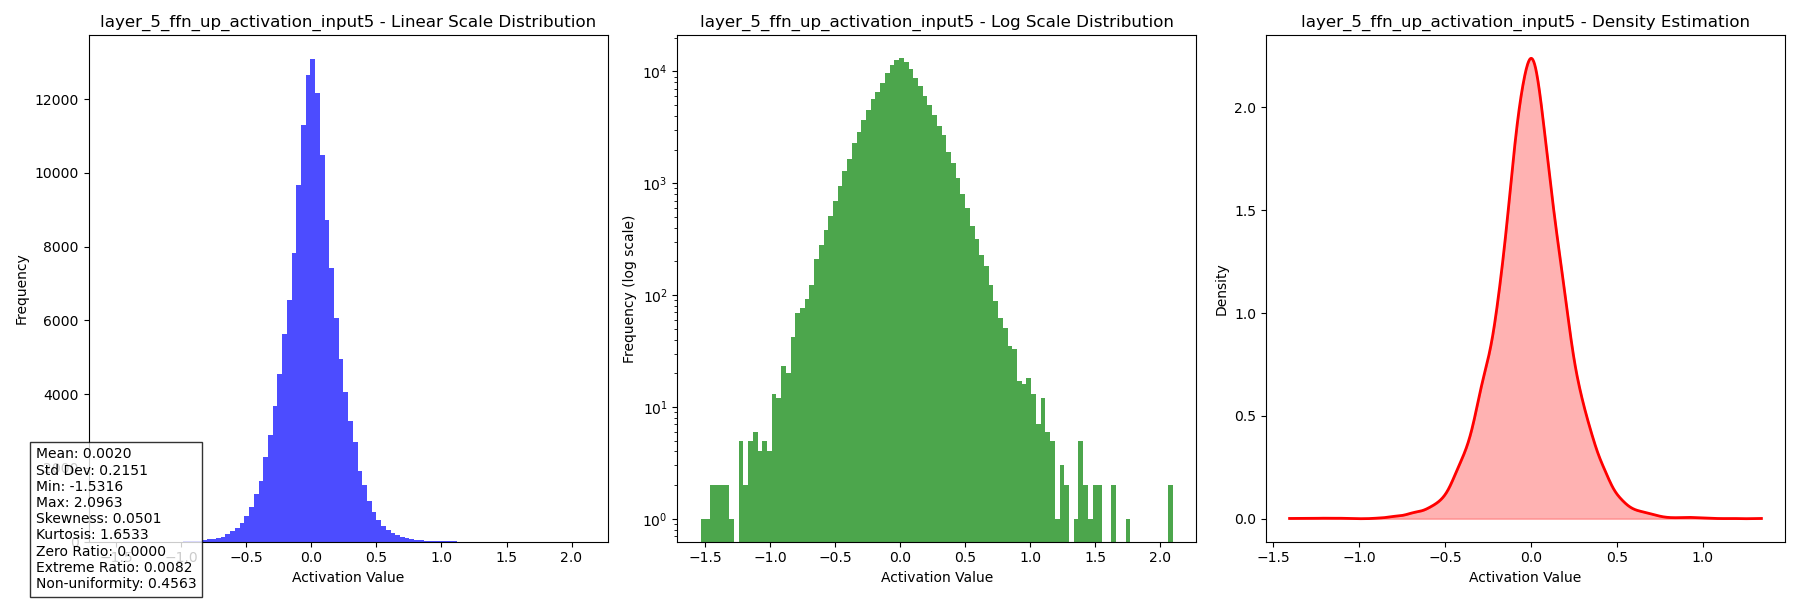 layer_5_ffn_up_activation_input5 - Linear Scale Distribution
12000
10000
8000
6000
4000
Frequency
−0.5
0.0
0.5
1.0
1.5
2.0
Activation Value
Mean: 0.0020
Std Dev: 0.2151
Min: -1.5316
Max: 2.0963
Skewness: 0.0501
Kurtosis: 1.6533
Zero Ratio: 0.0000
Extreme Ratio: 0.0082
Non-uniformity: 0.4563
layer_5_ffn_up_activation_input5 - Log Scale Distribution
10⁴
10³
10²
10¹
10⁰
Frequency (log scale)
−1.5
−1.0
−0.5
0.0
0.5
1.0
1.5
2.0
Activation Value
layer_5_ffn_up_activation_input5 - Density Estimation
2.0
1.5
1.0
0.5
0.0
Density
−1.5
−1.0
−0.5
0.0
0.5
1.0
Activation Value